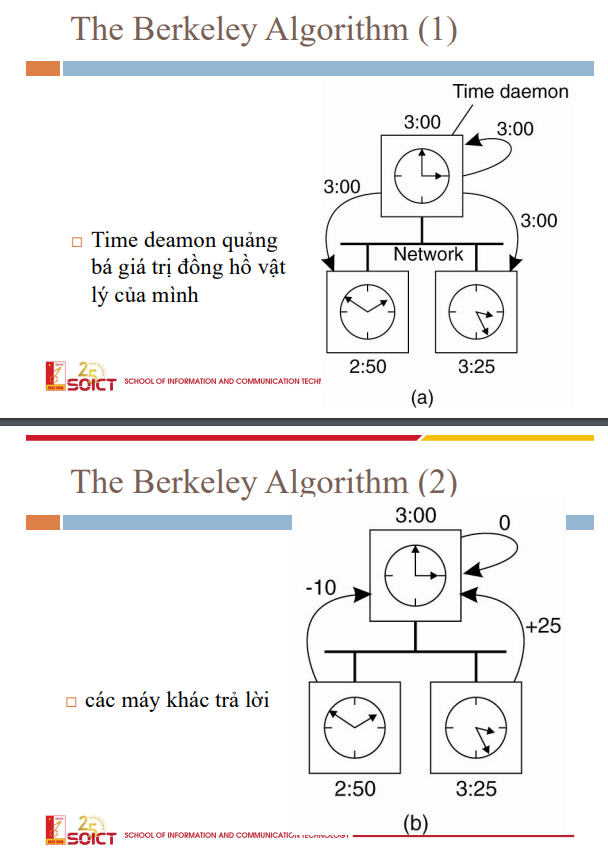 The Berkeley Algorithm (1)
Time daemon
3:00
3:00
3:00
3:00
Time deamon quảng
bá giá trị đồng hồ vật
lý của mình
Network
2:50
3:25
25
SOICT
SCHOOL OF INFORMATION AND COMMUNICATION TECHN
(a)
The Berkeley Algorithm (2)
3:00
0
-10
+25
các máy khác trả lời
2:50
3:25
25
SOICT
SCHOOL OF INFORMATION AND COMMUNICATION TECHNOLOGY
(b)